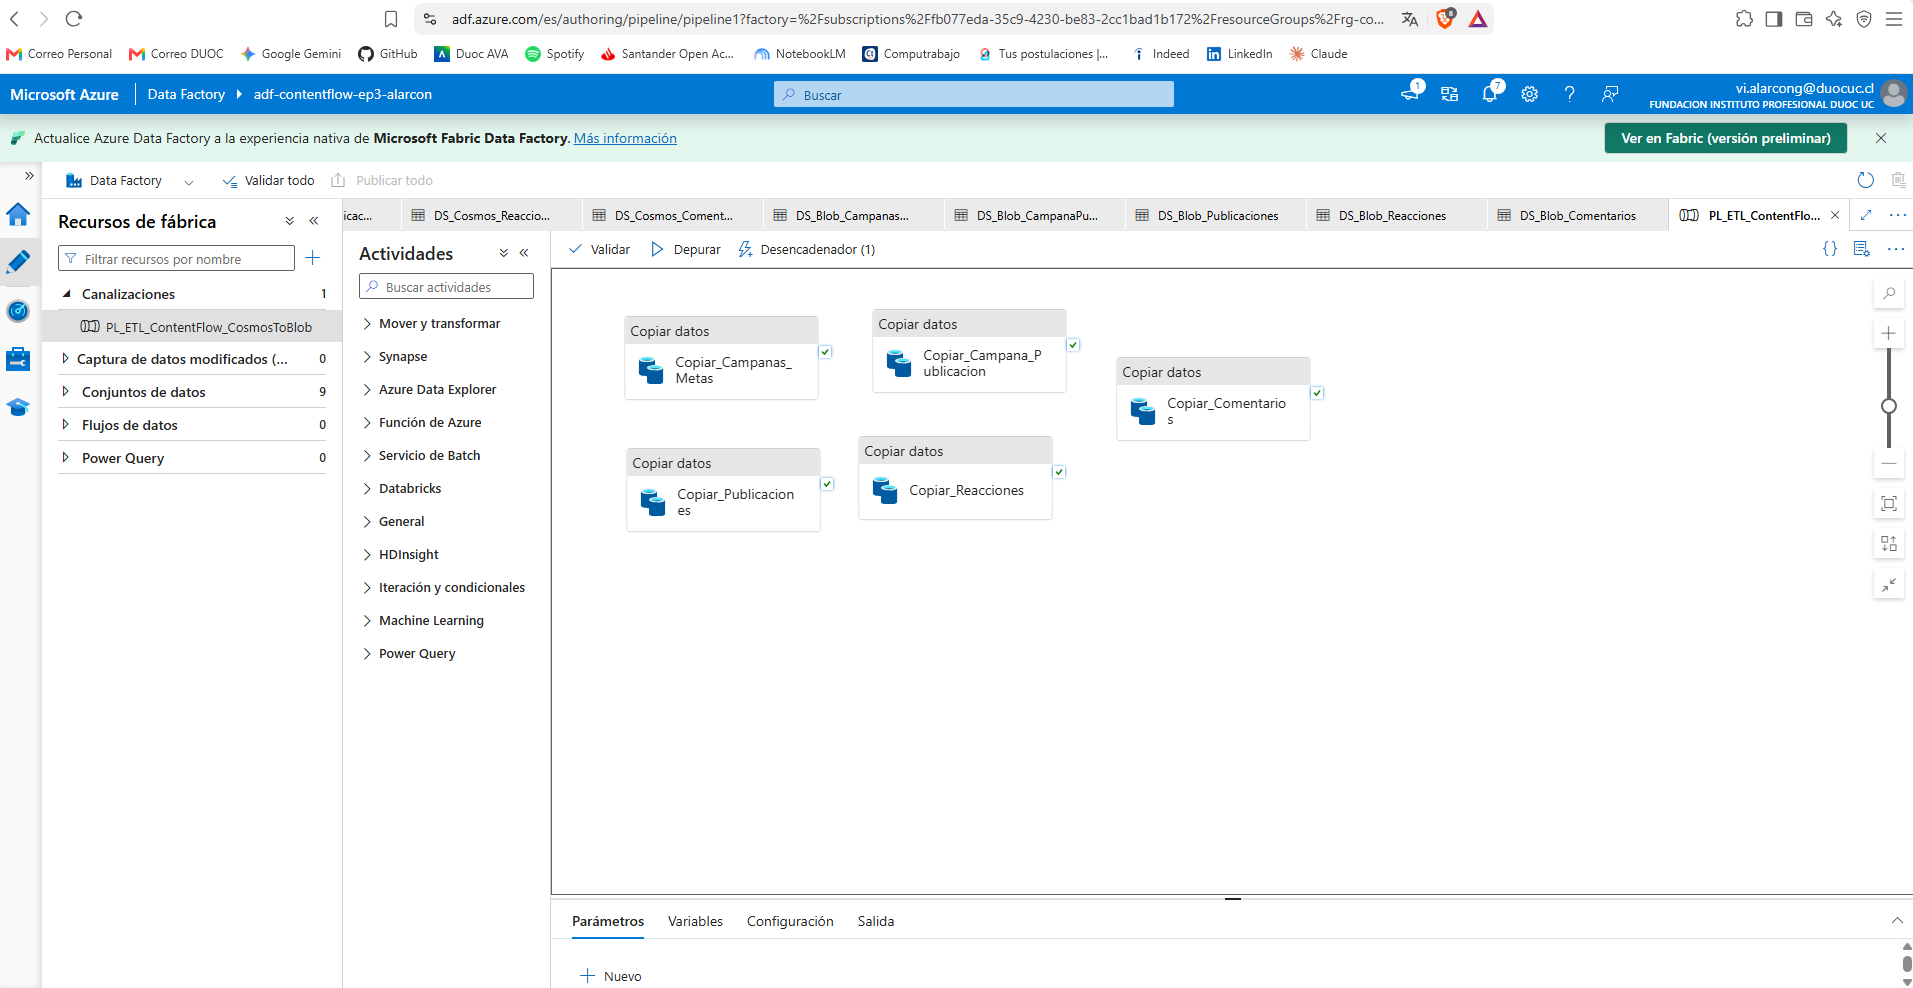 adf.azure.com/es/authoring/pipeline/pipeline1?factory=%2Fsubscriptions%2Ffb077eda-35c9-4230-be83-2cc1bad1b172%2FresourceGroups%2Frg-co...
8
Correo Personal
Correo DUOC
Google Gemini
GitHub
Duoc AVA
Spotify
Santander Open Ac...
NotebookLM
Computrabajo
Tus postulaciones |...
Indeed
LinkedIn
Claude
Microsoft Azure
Data Factory
adf-contentflow-ep3-alarcon
Buscar
1
7
vi.alarcong@duocuc.cl
FUNDACION INSTITUTO PROFESIONAL DUOC UC
Actualice Azure Data Factory a la experiencia nativa de Microsoft Fabric Data Factory. Más información
Ver en Fabric (versión preliminar)
Data Factory
Validar todo
Publicar todo
Recursos de fábrica
Filtrar recursos por nombre
Canalizaciones 1
PL_ETL_ContentFlow_CosmosToBlob
Captura de datos modificados (... 0
Conjuntos de datos 9
Flujos de datos 0
Power Query 0
icac...
DS_Cosmos_Reaccio...
DS_Cosmos_Coment...
DS_Blob_Campanas...
DS_Blob_CampanaPu...
DS_Blob_Publicaciones
DS_Blob_Reacciones
DS_Blob_Comentarios
PL_ETL_ContentFlo...
Actividades
Buscar actividades
Mover y transformar
Synapse
Azure Data Explorer
Función de Azure
Servicio de Batch
Databricks
General
HDInsight
Iteración y condicionales
Machine Learning
Power Query
Validar
Depurar
Desencadenador (1)
{}
Copiar datos
Copiar_Campanas_
Metas
Copiar datos
Copiar_Campana_P
ublicacion
Copiar datos
Copiar_Comentario
s
Copiar datos
Copiar_Publicacion
es
Copiar datos
Copiar_Reacciones
Parámetros
Variables
Configuración
Salida
Nuevo